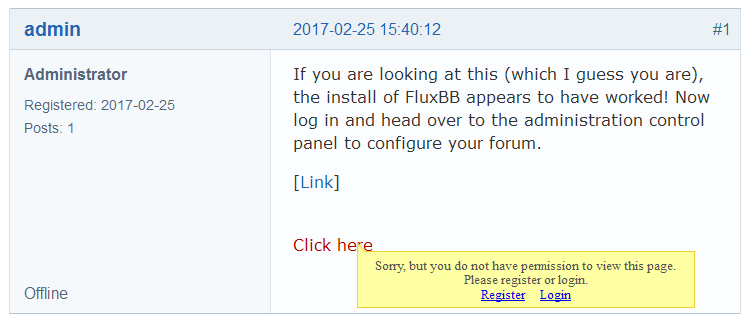 admin
2017-02-25 15:40:12
#1
Administrator
Registered: 2017-02-25
Posts: 1
If you are looking at this (which I guess you are),
the install of FluxBB appears to have worked! Now
log in and head over to the administration control
panel to configure your forum.
[Link]
Click here
Sorry, but you do not have permission to view this page.
Please register or login.
Register Login
Offline